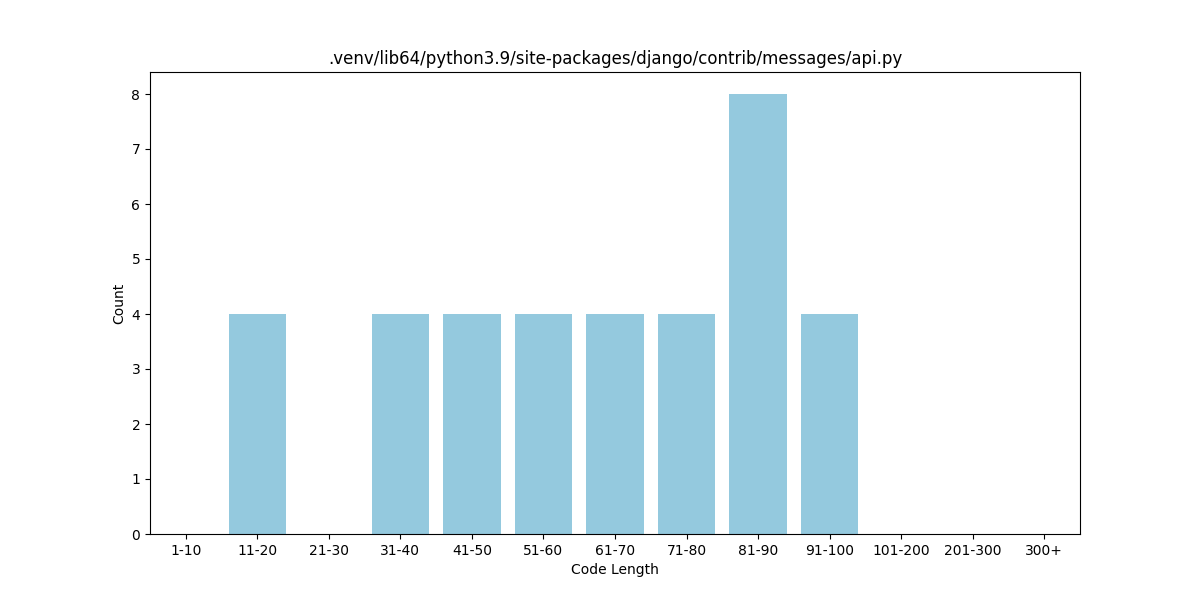 .venv/lib64/python3.9/site-packages/django/contrib/messages/api.py
8
7
6
5
4
3
2
1
0
Count
1-10 11-20 21-30 31-40 41-50 51-60 61-70 71-80 81-90 91-100 101-200 201-300 300+
Code Length